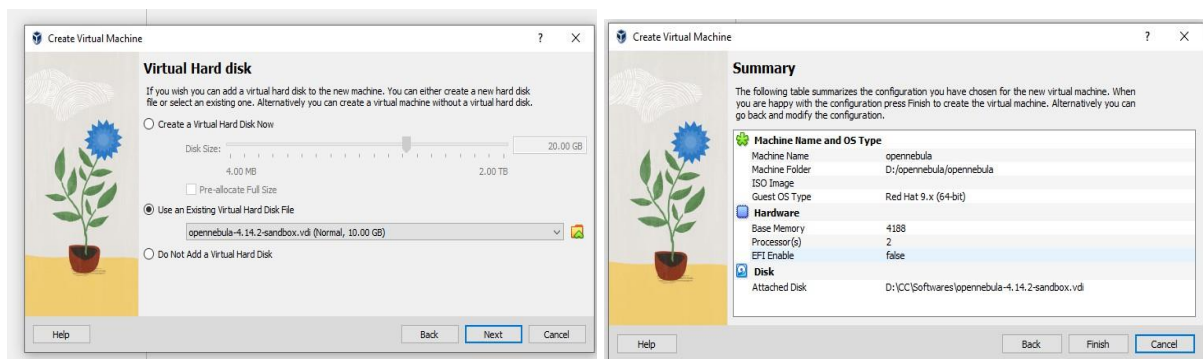 Create Virtual Machine
?
X
Virtual Hard disk
If you wish you can add a virtual hard disk to the new machine. You can either create a new hard disk
file or select an existing one. Alternatively you can create a virtual machine without a virtual hard disk.
Create a Virtual Hard Disk Now
Disk Size:
20.00 GB
4.00 MB
2.00 TB
Pre-allocate Full Size
Use an Existing Virtual Hard Disk File
opennebula-4.14.2-sandbox.vdi (Normal, 10.00 GB)
Do Not Add a Virtual Hard Disk
Help
Back
Next
Cancel
Create Virtual Machine
?
X
Summary
The following table summarizes the configuration you have chosen for the new virtual machine. When
you are happy with the configuration press Finish to create the virtual machine. Alternatively you can
go back and modify the configuration.
Machine Name and OS Type
Machine Name opennebula
Machine Folder D:/opennebula/opennebula
ISO Image
Guest OS Type Red Hat 9.x (64-bit)
Hardware
Base Memory 4188
Processor(s) 2
EFI Enable false
Disk
Attached Disk D:\CC\Softwares\opennebula-4.14.2-sandbox.vdi
Help
Back
Finish
Cancel